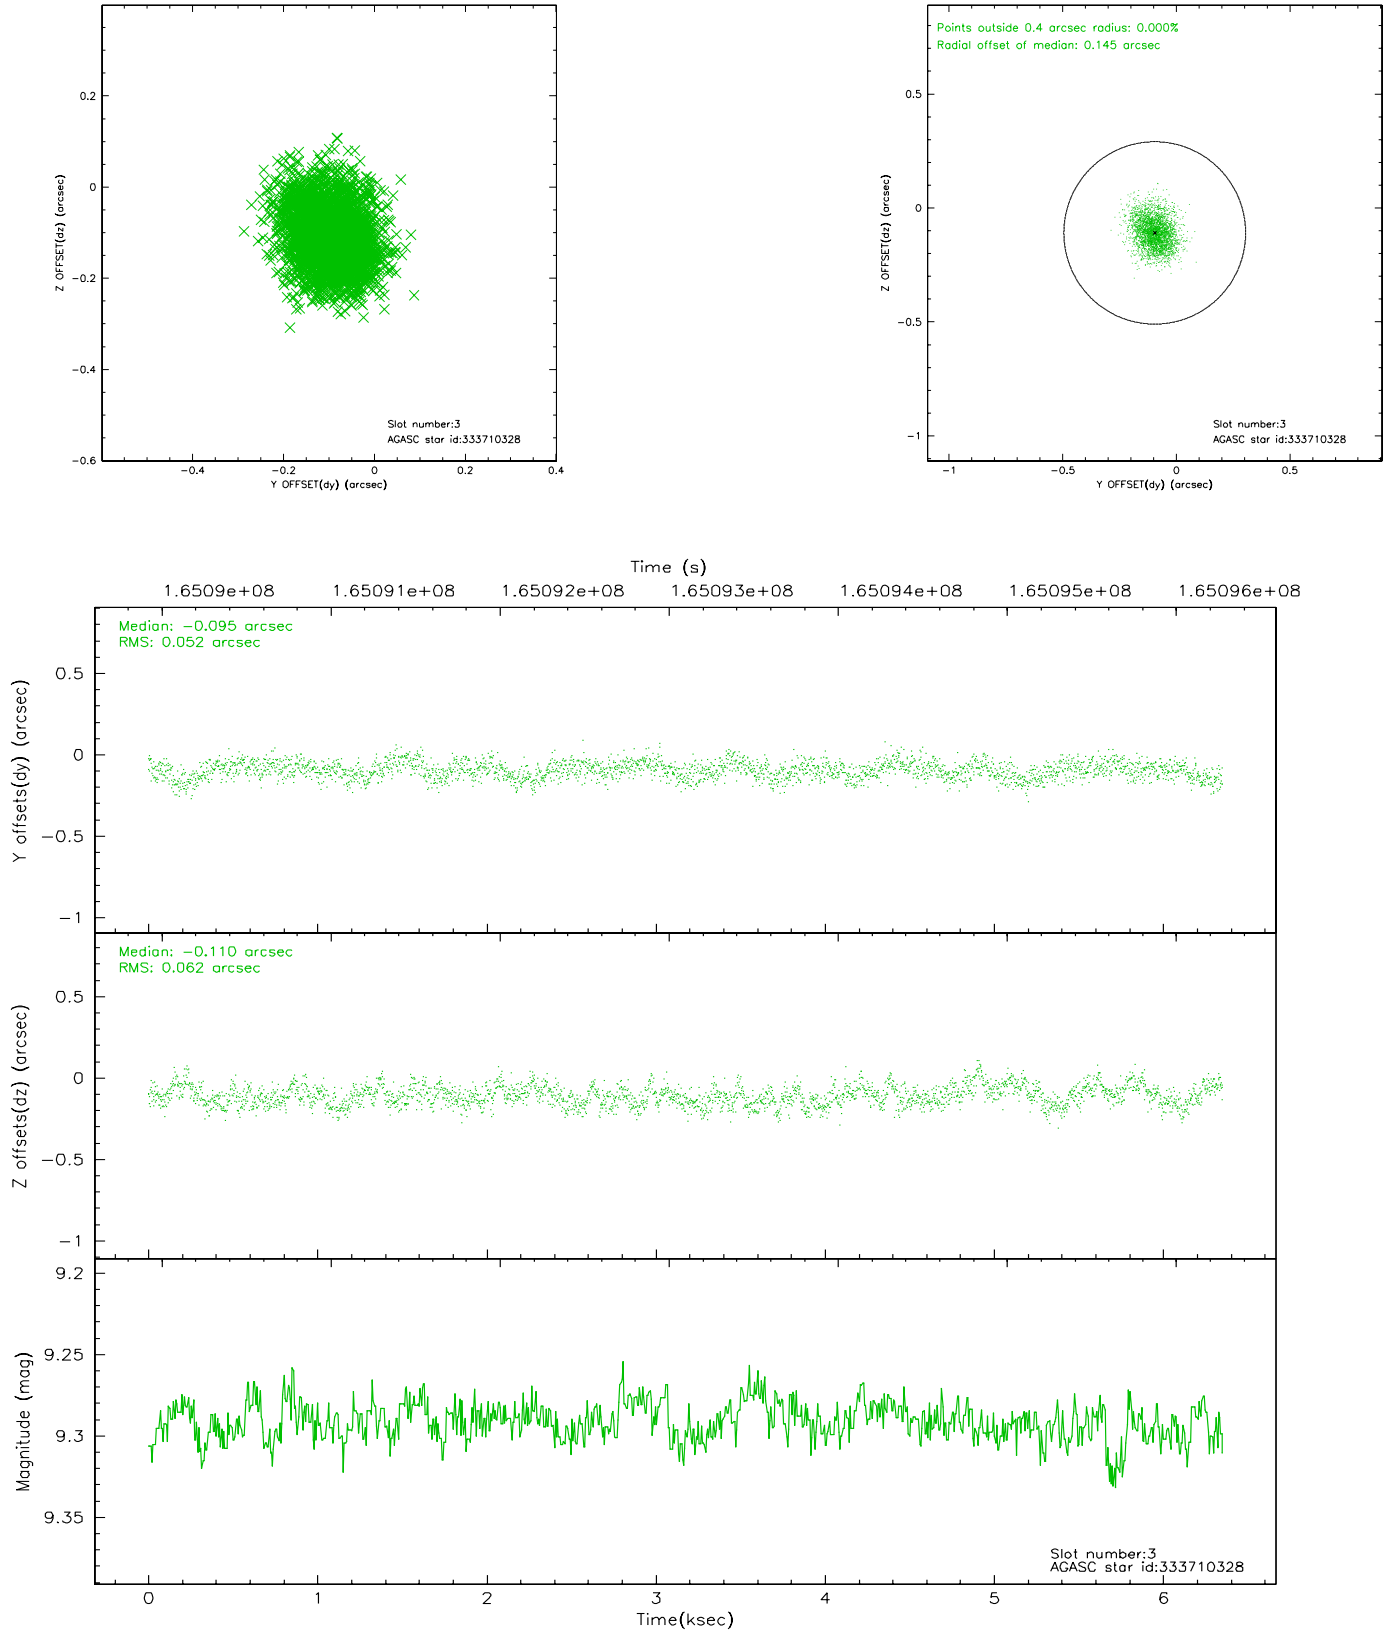 0.2
0
−0.2
−0.4
−0.6
Z OFFSET(dz) (arcsec)
Slot number:3
AGASC star id:333710328
−0.4 −0.2 0 0.2 0.4
Y OFFSET(dy) (arcsec)
Points outside 0.4 arcsec radius: 0.000%
Radial offset of median: 0.145 arcsec
0.5
0
−0.5
−1
Z OFFSET(dz) (arcsec)
Slot number:3
AGASC star id:333710328
−1 −0.5 0 0.5
Y OFFSET(dy) (arcsec)
Time (s)
1.6509e+08 1.65091e+08 1.65092e+08 1.65093e+08 1.65094e+08 1.65095e+08 1.65096e+08
Median: −0.095 arcsec
RMS: 0.052 arcsec
0.5
0
−0.5
−1
Y offsets(dy) (arcsec)
Median: −0.110 arcsec
RMS: 0.062 arcsec
0.5
0
−0.5
−1
Z offsets(dz) (arcsec)
9.2
9.25
9.3
9.35
Magnitude (mag)
Slot number:3
AGASC star id:333710328
0 1 2 3 4 5 6
Time(ksec)